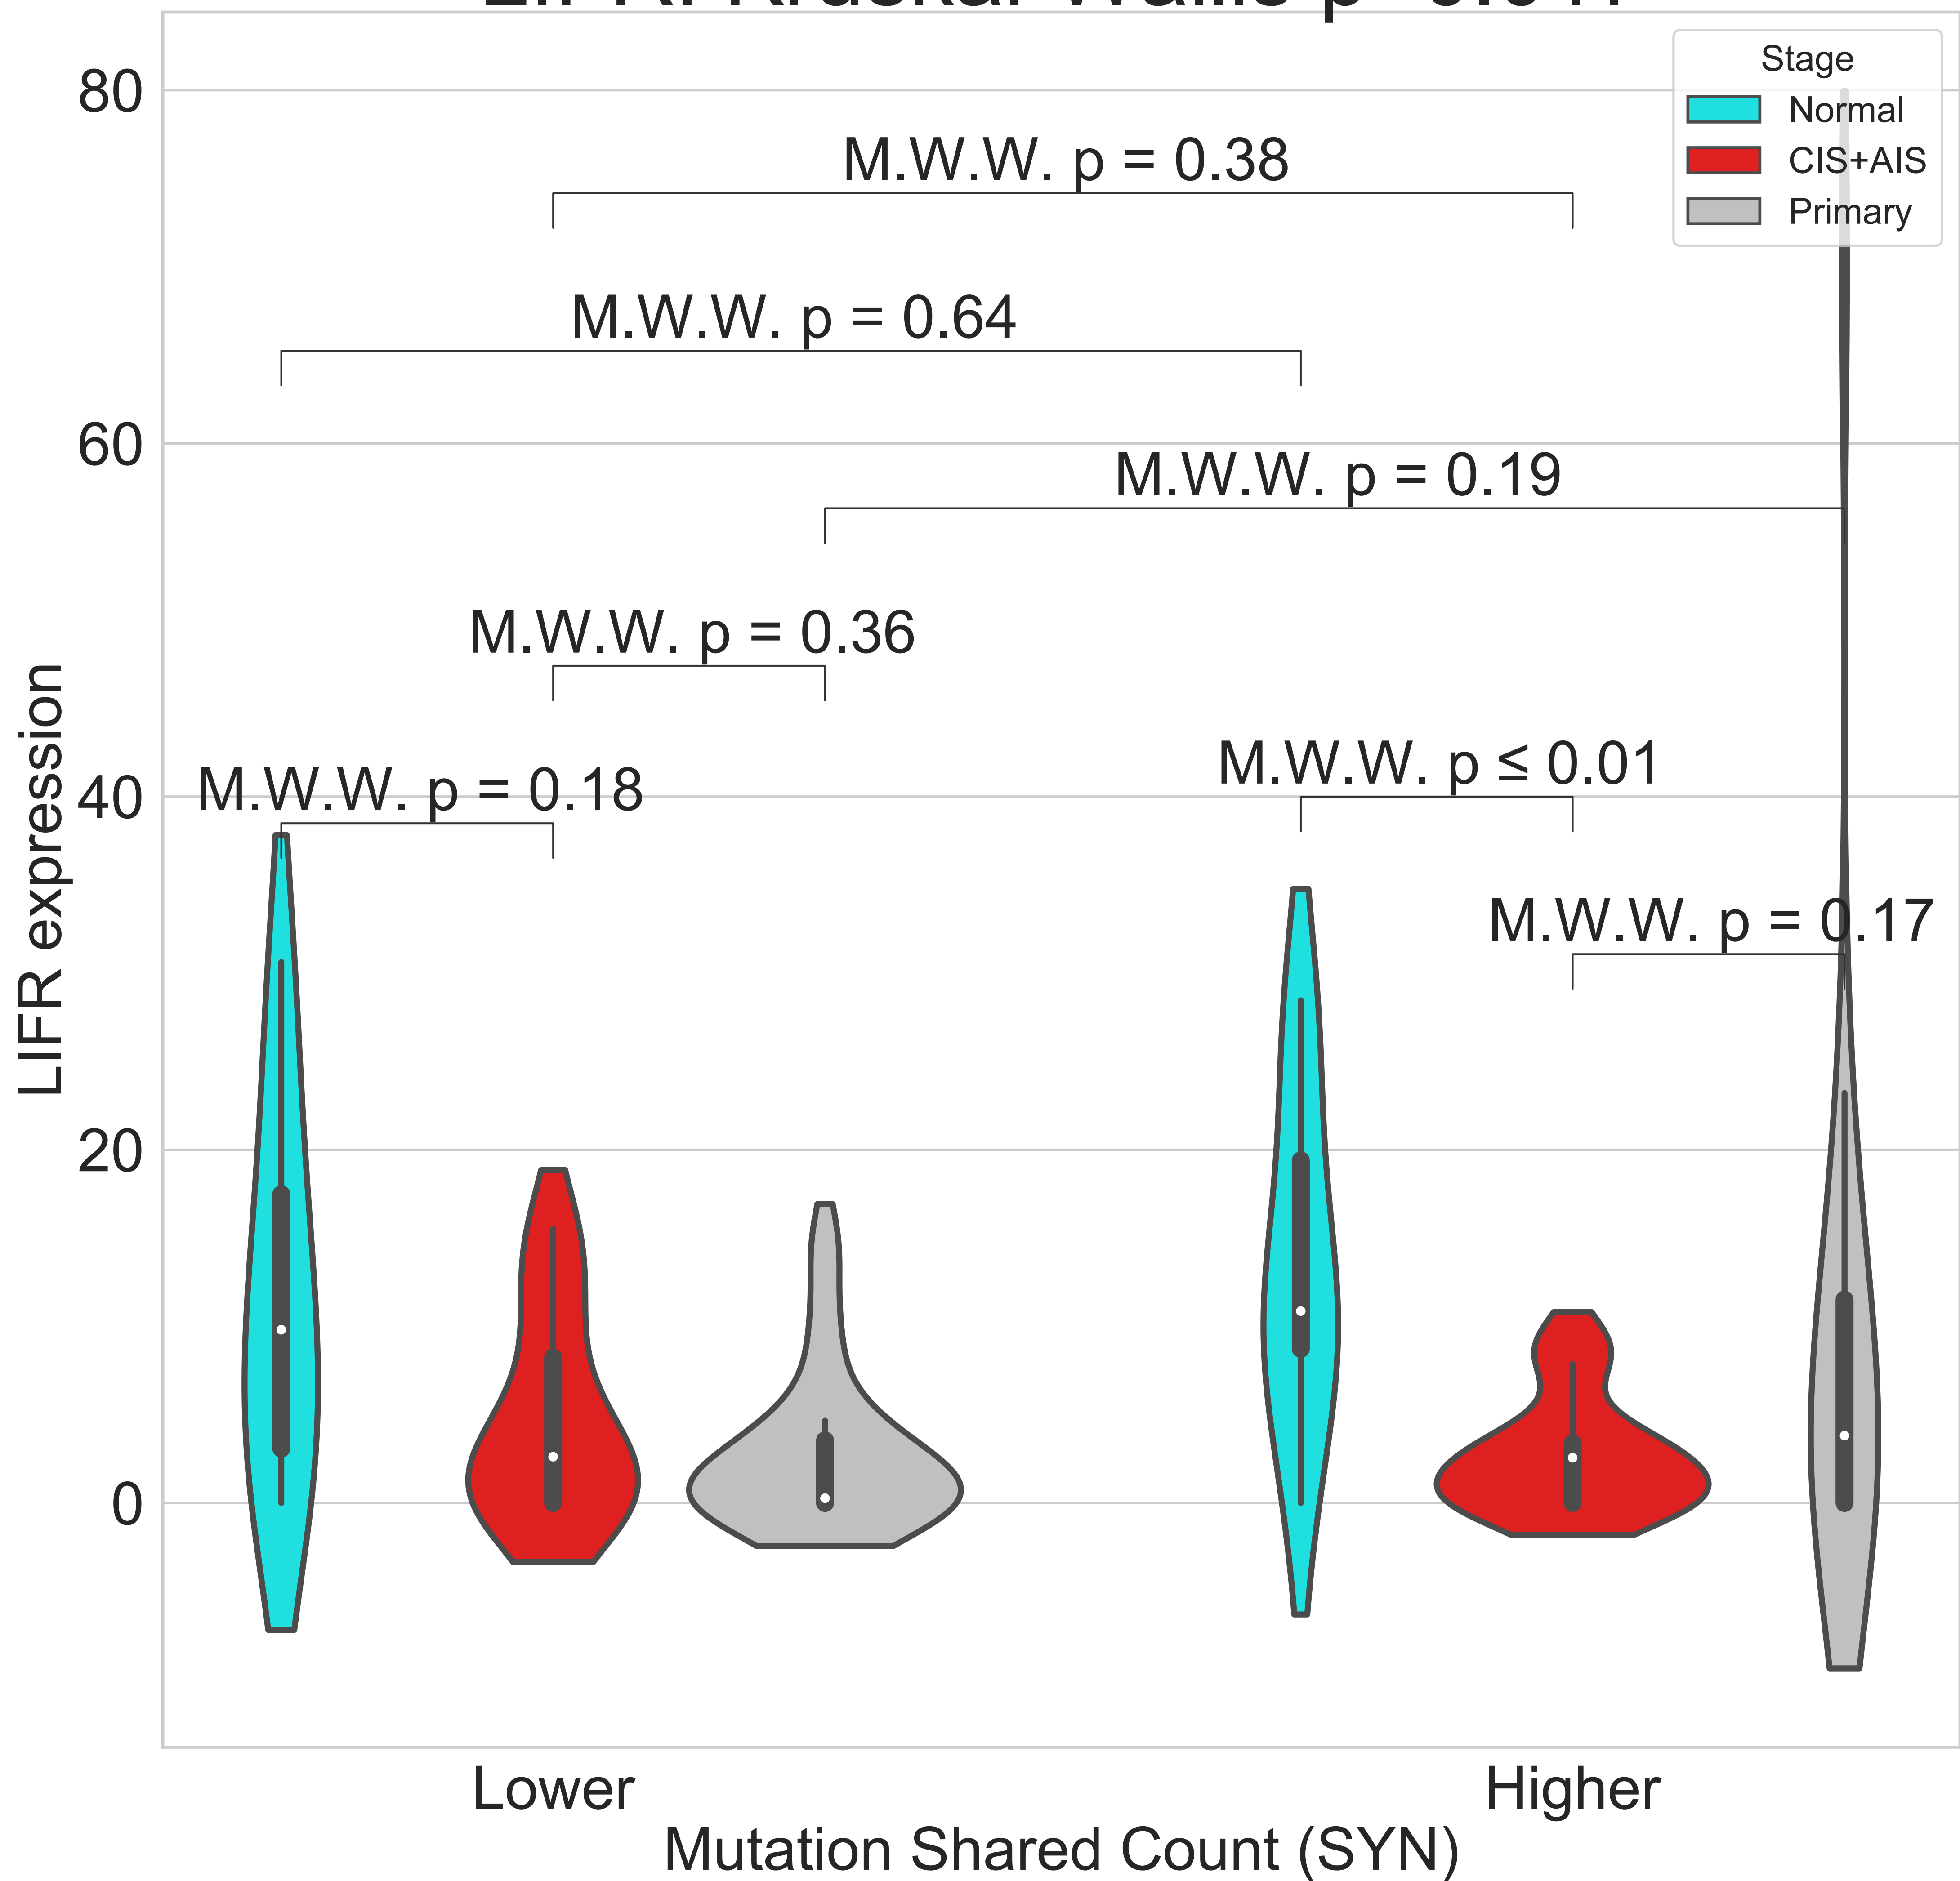 Stage
80
Normal
M.W.W. p = 0.38
CIS+AIS
Primary
M.W.W. p = 0.64
60
M.W.W. p = 0.19
M.W.W. p = 0.36
M.W.W. p ≤ 0.01
M.W.W. p = 0.18
40
LIFR expression
M.W.W. p = 0.17
20
0
Lower
Higher
Mutation Shared Count (SYN)